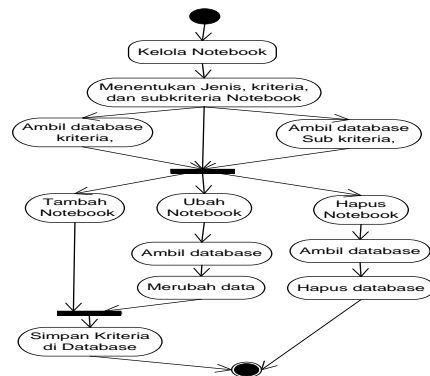 Kelola Notebook
Menentukan Jenis, kriteria,
dan subkriteria Notebook
Ambil database
kriteria,
Ambil database
Sub kriteria,
Tambah
Notebook
Ubah
Notebook
Hapus
Notebook
Ambil database
Ambil database
Merubah data
Hapus database
Simpan Kriteria
di Database